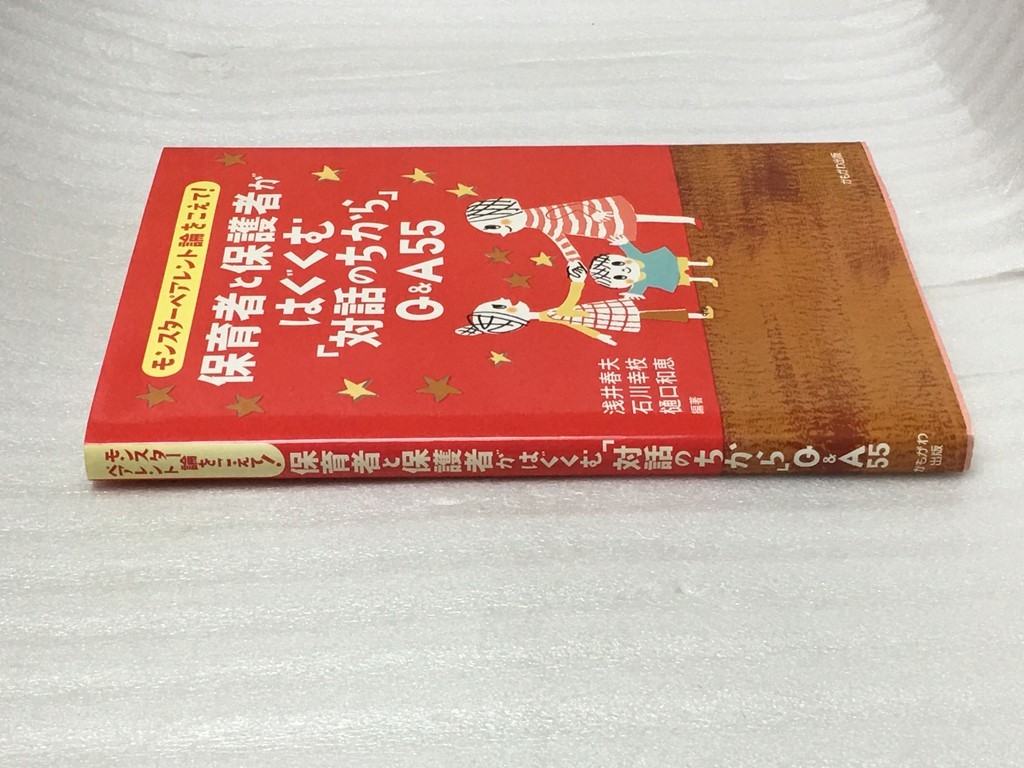 モンスターペアレント論をこえて!
保育者と保護者が
はぐくむ
「対話のちから」
Q&A55
浅井春夫
石川幸枝
樋口和恵
編著
かもがわ出版
モンスター
ペアレント論をこえて!
保育者と保護者がはぐくむ「対話のちから」Q&A55
かもがわ
出版